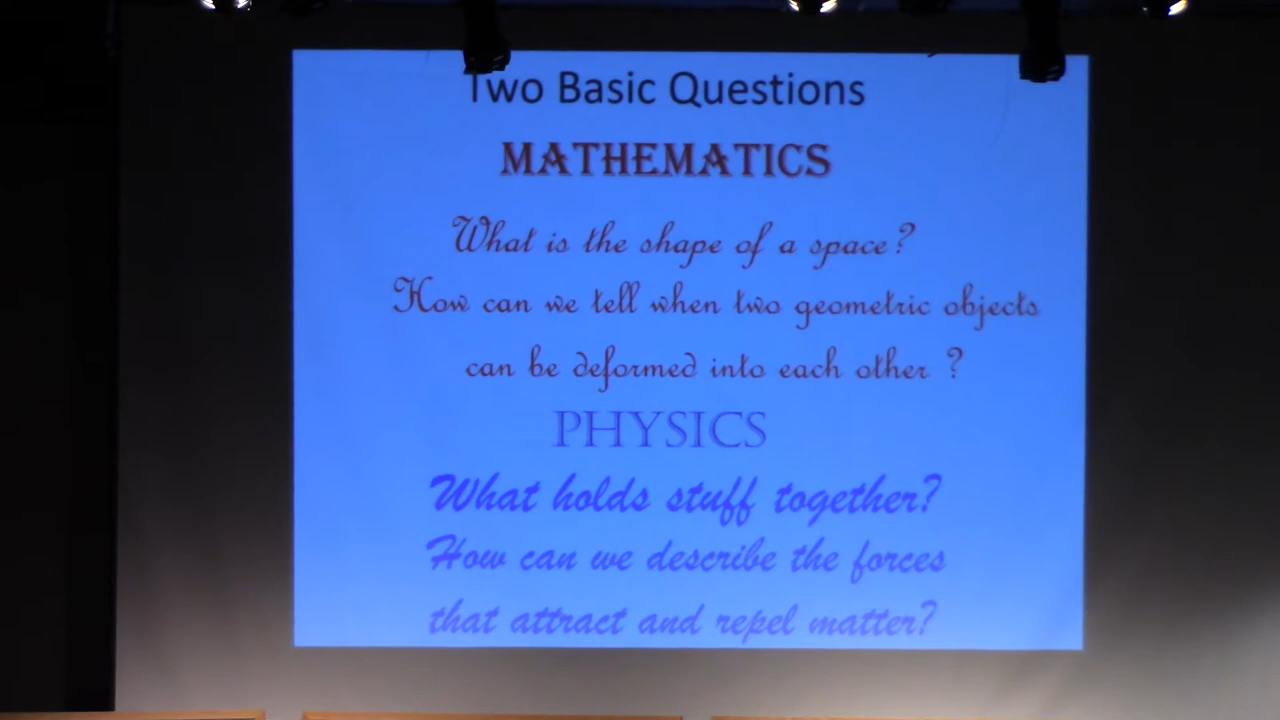 Two Basic Questions
MATHEMATICS
What is the shape of a space?
How can we tell when two geometric objects
can be deformed into each other ?
PHYSICS
What holds stuff together?
How can we describe the forces
that attract and repel matter?